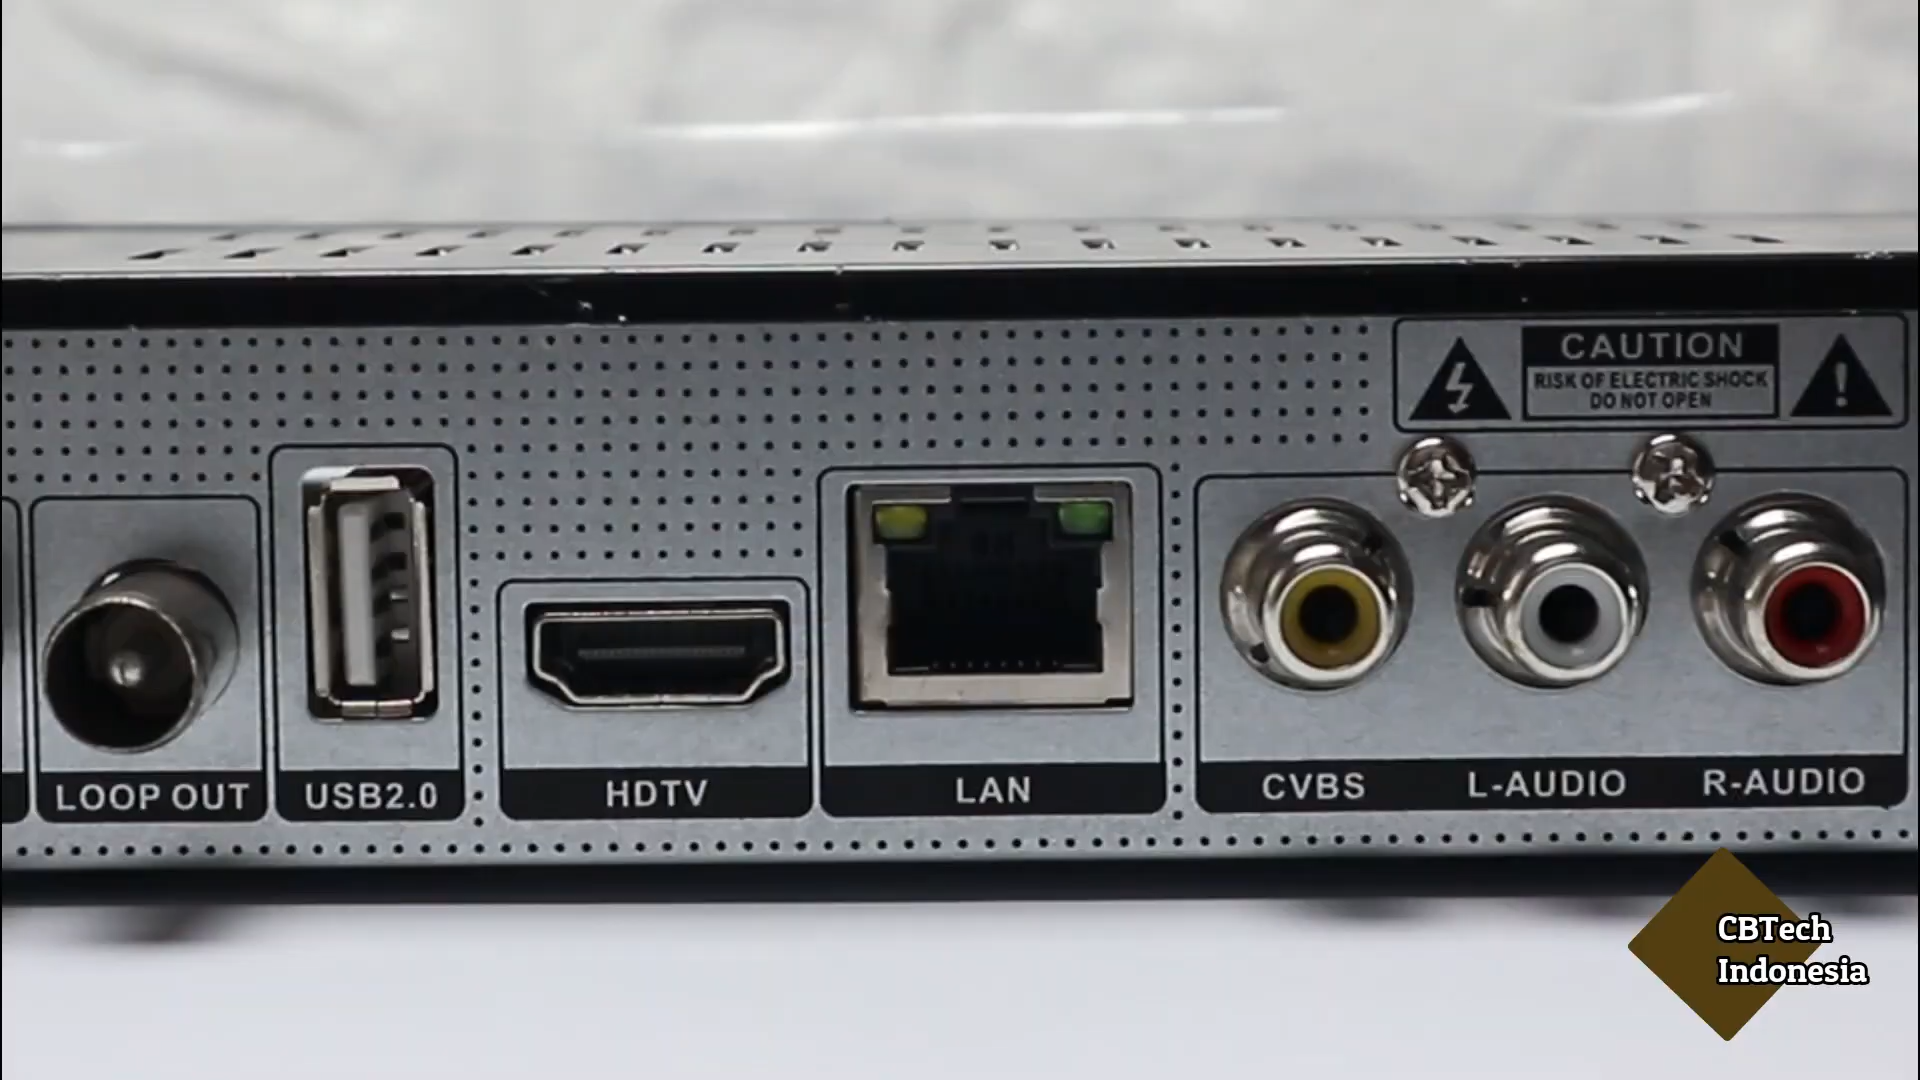 CAUTION
RISK OF ELECTRIC SHOCK
DO NOT OPEN
LOOP OUT
USB2.0
HDTV
LAN
CVBS
L-AUDIO
R-AUDIO
CBTech
Indonesia